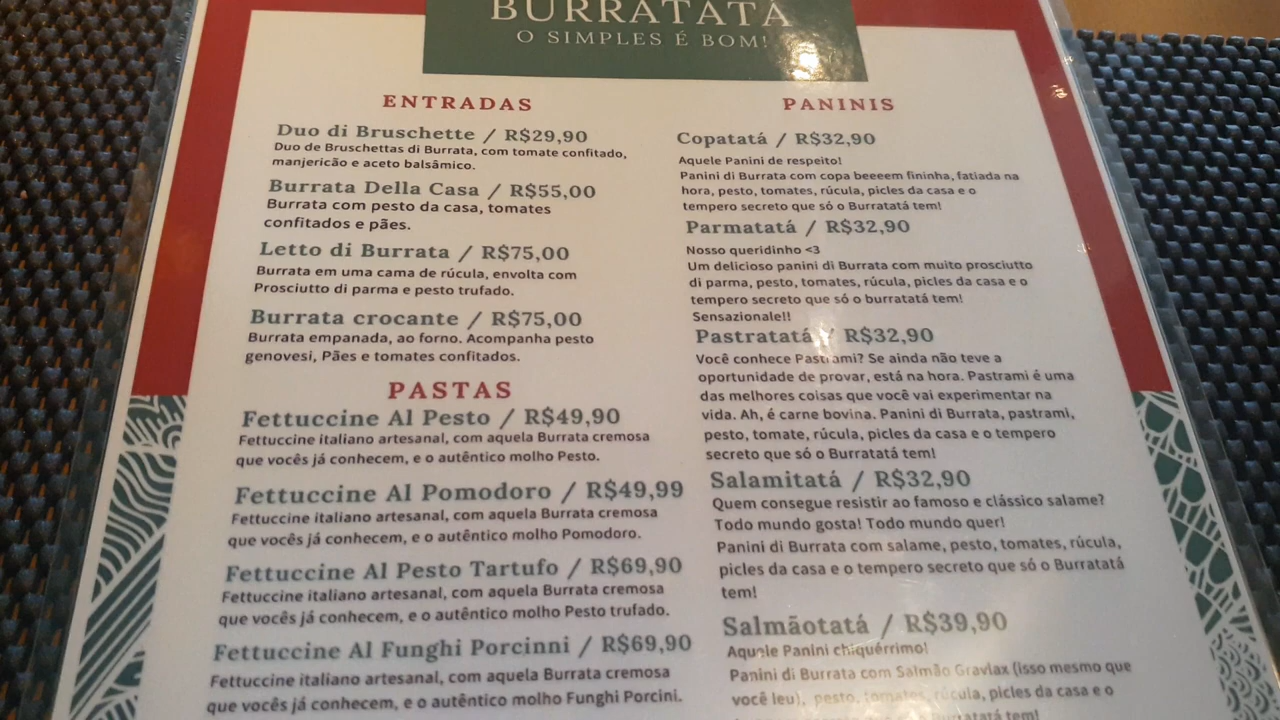 BURRATATÁ
O SIMPLES É BOM!
ENTRADAS
Duo di Bruschette / R$29,90
Duo de Bruschettas di Burrata, com tomate confitado,
manjericão e aceto balsâmico.
Burrata Della Casa / R$55,00
Burrata com pesto da casa, tomates
confitados e pães.
Letto di Burrata / R$75,00
Burrata em uma cama de rúcula, envolta com
Prosciutto di parma e pesto trufado.
Burrata crocante / R$75,00
Burrata empanada, ao forno. Acompanha pesto
genovesi, Pães e tomates confitados.
PASTAS
Fettuccine Al Pesto / R$49,90
Fettuccine italiano artesanal, com aquela Burrata cremosa
que vocês já conhecem, e o autêntico molho Pesto.
Fettuccine Al Pomodoro / R$49,99
Fettuccine italiano artesanal, com aquela Burrata cremosa
que vocês já conhecem, e o autêntico molho Pomodoro.
Fettuccine Al Pesto Tartufo / R$69,90
Fettuccine italiano artesanal, com aquela Burrata cremosa
que vocês já conhecem, e o autêntico molho Pesto trufado.
Fettuccine Al Funghi Porcinni / R$69,90
Fettuccine italiano artesanal, com aquela Burrata cremosa
que vocês já conhecem, e o autêntico molho Funghi Porcini.
PANINIS
Copatatá / R$32,90
Aquele Panini de respeito!
Panini di Burrata com copa beeeem fininha, fatiada na
hora, pesto, tomates, rúcula, picles da casa e o
tempero secreto que só o Burratatá tem!
Parmatatá / R$32,90
Nosso queridinho <3
Um delicioso panini di Burrata com muito prosciutto
di parma, pesto, tomates, rúcula, picles da casa e o
tempero secreto que só o burratatá tem!
Sensazionale!!
Pastratatá / R$32,90
Você conhece Pastrami? Se ainda não teve a
oportunidade de provar, está na hora. Pastrami é uma
das melhores coisas que você vai experimentar na
vida. Ah, é carne bovina. Panini di Burrata, pastrami,
pesto, tomate, rúcula, picles da casa e o tempero
secreto que só o Burratatá tem!
Salamitatá / R$32,90
Quem consegue resistir ao famoso e clássico salame?
Todo mundo gosta! Todo mundo quer!
Panini di Burrata com salame, pesto, tomates, rúcula,
picles da casa e o tempero secreto que só o Burratatá
tem!
Salmãotatá / R$39,90
Aquele Panini chiquérrimo!
Panini di Burrata com Salmão Gravlax (isso mesmo que
você leu), pesto, tomates, rúcula, picles da casa e o
Burratatá tem!